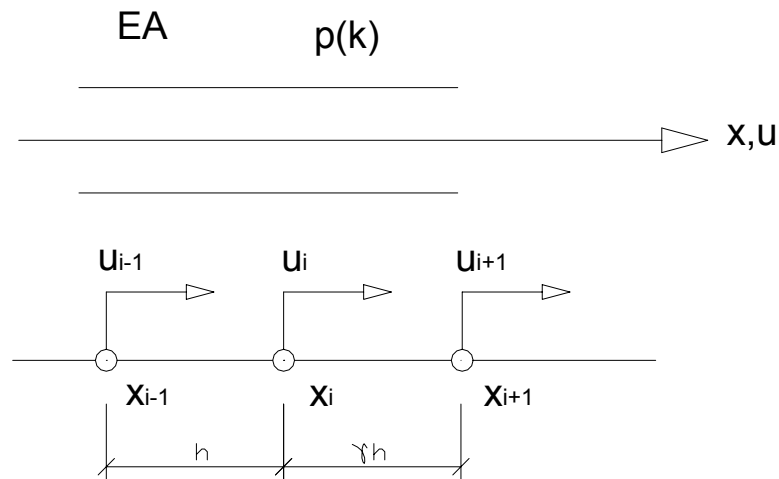 EA p(k)
x,u
uᵢ₋₁ uᵢ uᵢ₊₁
xᵢ₋₁ xᵢ xᵢ₊₁
h γh